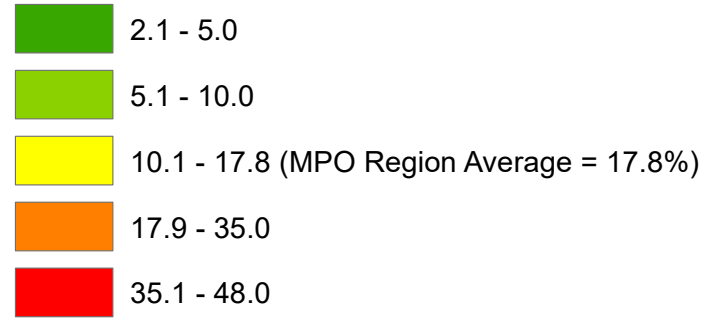 2.1 - 5.0
5.1 - 10.0
10.1 - 17.8 (MPO Region Average = 17.8%)
17.9 - 35.0
35.1 - 48.0